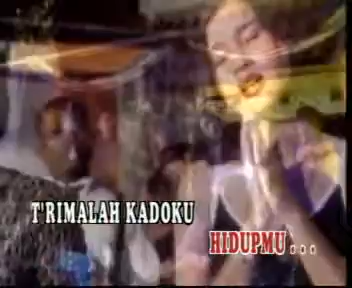 T'RIMALAH KADOKU
HIDUPMU . . .